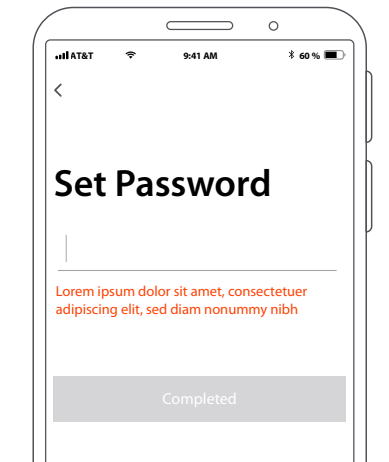 AT&T 9:41 AM 60 %
Set Password
Lorem ipsum dolor sit amet, consectetuer
adipiscing elit, sed diam nonummy nibh
Completed